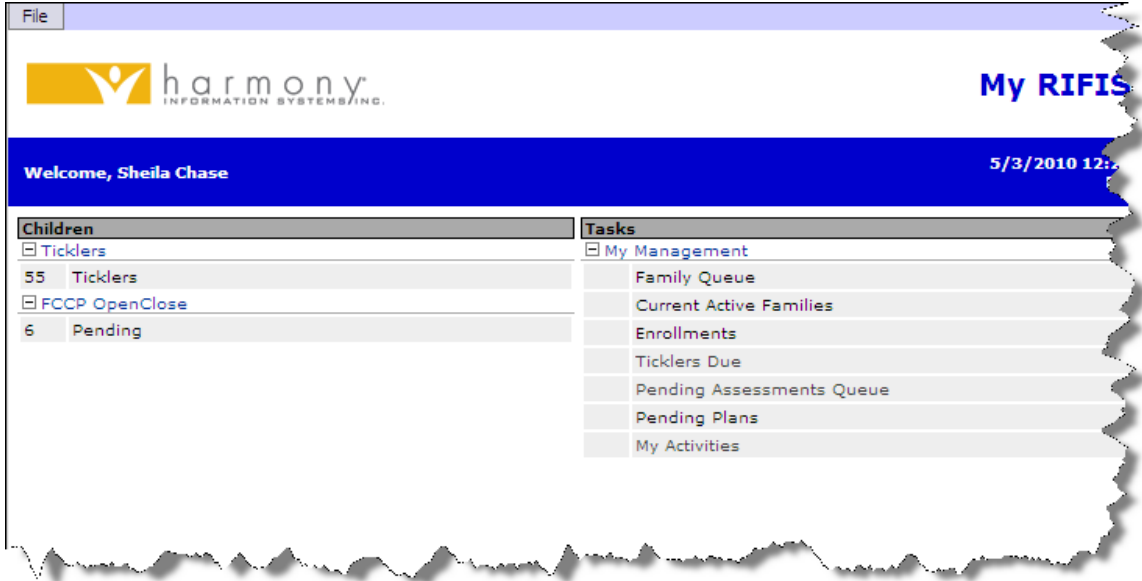 File
harmony
INFORMATION SYSTEMS, INC.
My RIFIS
Welcome, Sheila Chase
5/3/2010 12:2
Children
Ticklers
55 Ticklers
FCCP OpenClose
6 Pending
Tasks
My Management
Family Queue
Current Active Families
Enrollments
Ticklers Due
Pending Assessments Queue
Pending Plans
My Activities